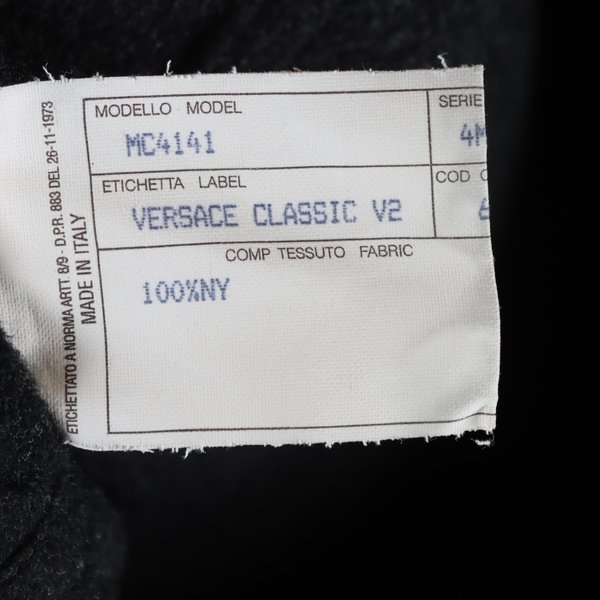 ETICHETTATO A NORMA ARTT 8/9 - D.P.R. 883 DEL 26-11-1973
MADE IN ITALY
MODELLO MODEL
MC4141
SERIE
ETICHETTA LABEL
VERSACE CLASSIC V2
COD
COMP TESSUTO FABRIC
100%NY